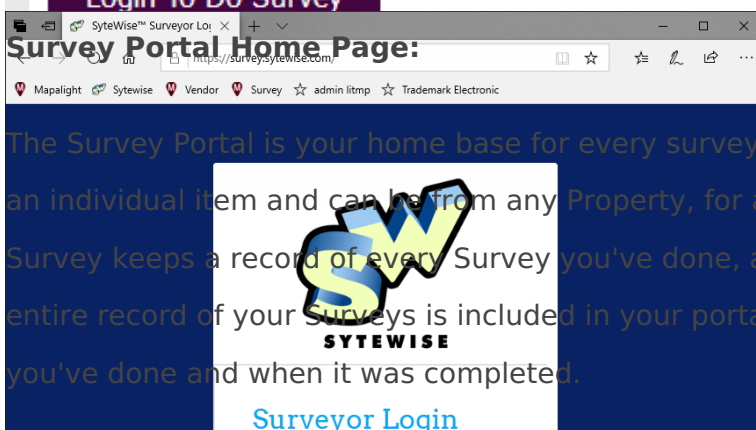 Login To Do Survey
SyteWise™ Surveyor Log
Survey Portal Home Page:
https://survey.sytewise.com/
Mapalight Sytewise Vendor Survey admin litmp Trademark Electronic
The Survey Portal is your home base for every survey
an individual item and can be from any Property, for a
Survey keeps a record of every Survey you've done, a
entire record of your Surveys is included in your porta
you've done and when it was completed.
SW
SYTEWISE
Surveyor Login